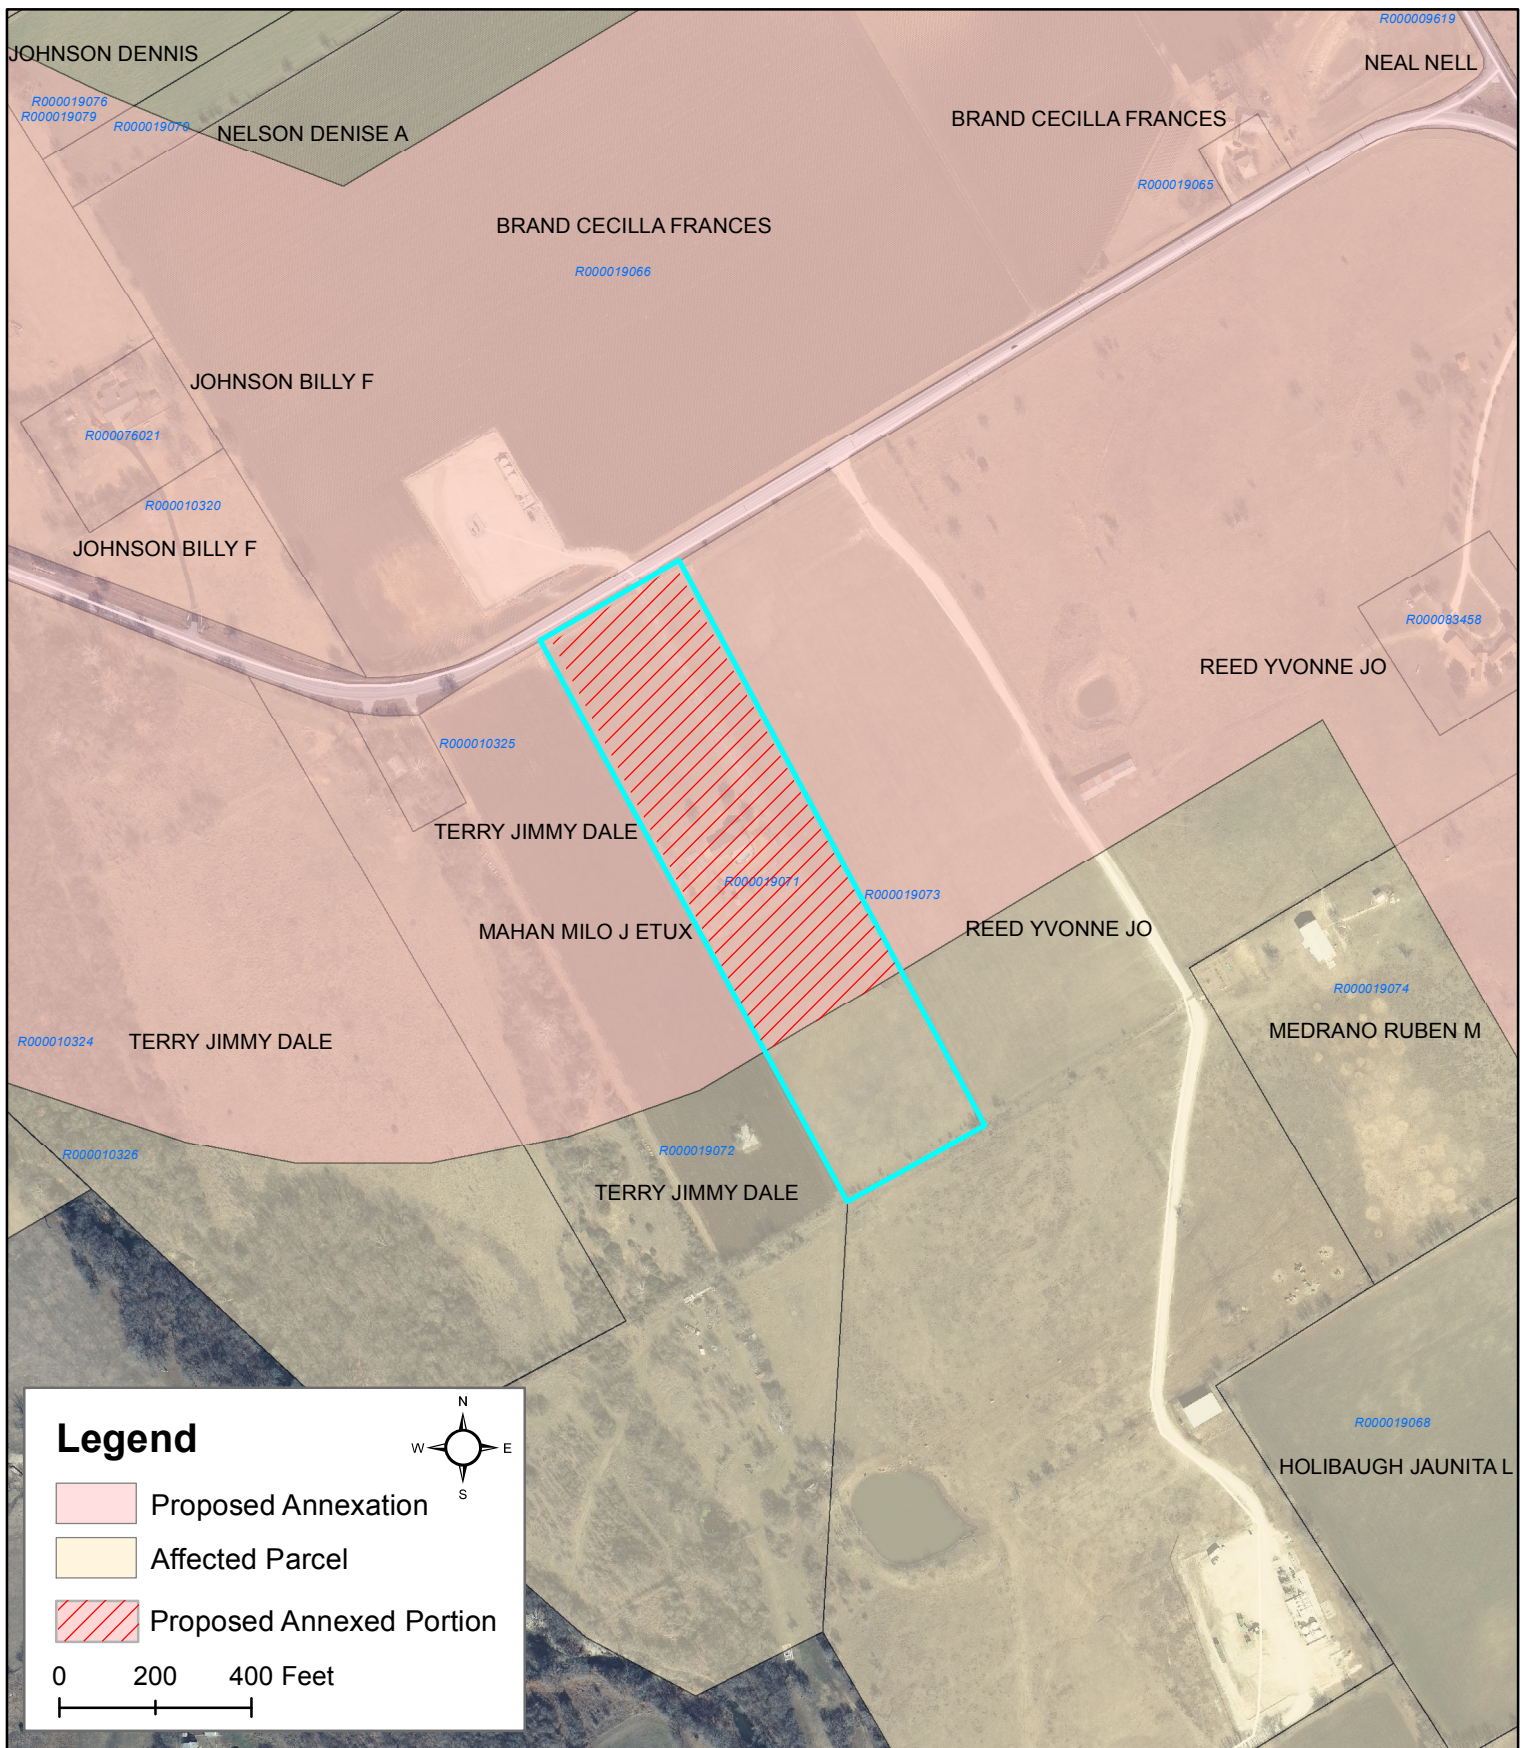 R000009619
JOHNSON DENNIS
NEAL NELL
R000019076
R000019079
R000019070
NELSON DENISE A
BRAND CECILLA FRANCES
R000019065
BRAND CECILLA FRANCES
R000019066
JOHNSON BILLY F
R000076021
R000010320
JOHNSON BILLY F
R000083458
REED YVONNE JO
R000010325
TERRY JIMMY DALE
R000019071
R000019073
MAHAN MILO J ETUX
REED YVONNE JO
R000019074
MEDRANO RUBEN M
R000010324
TERRY JIMMY DALE
R000010326
R000019072
TERRY JIMMY DALE
R000019068
HOLIBAUGH JAUNITA L
Legend
N
W E
S
Proposed Annexation
Affected Parcel
Proposed Annexed Portion
0 200 400 Feet